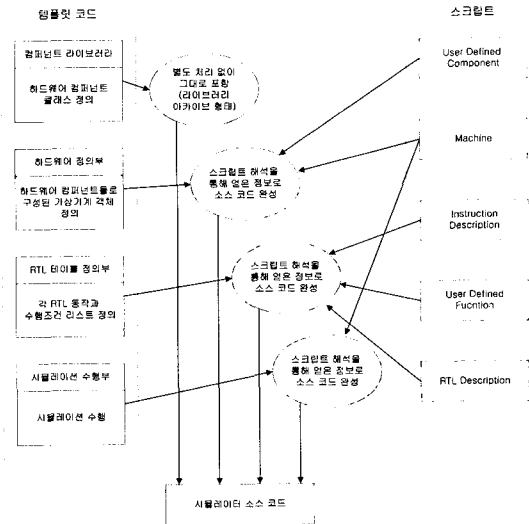 템플릿 코드
컴퍼넌트 라이브러리
하드웨어 컴퍼넌트
클래스 정의
하드웨어 정의부
하드웨어 컴퍼넌트들로
구성된 가상기계 객체
정의
RTL 테이블 정의부
각 RTL 동작과
수행조건 리스트 정의
시뮬레이션 수행부
시뮬레이션 수행
별도 처리 없이
그대로 포함
(라이브러리
아카이브 형태)
스크립트 해석을
통해 얻은 정보로
소스 코드 완성
스크립트 해석을
통해 얻은 정보로
소스 코드 완성
스크립트 해석을
통해 얻은 정보로
소스 코드 완성
스크립트
User Defined
Component
Machine
Instruction
Description
User Defined
Fucntion
RTL Description
시뮬레이터 소스 코드